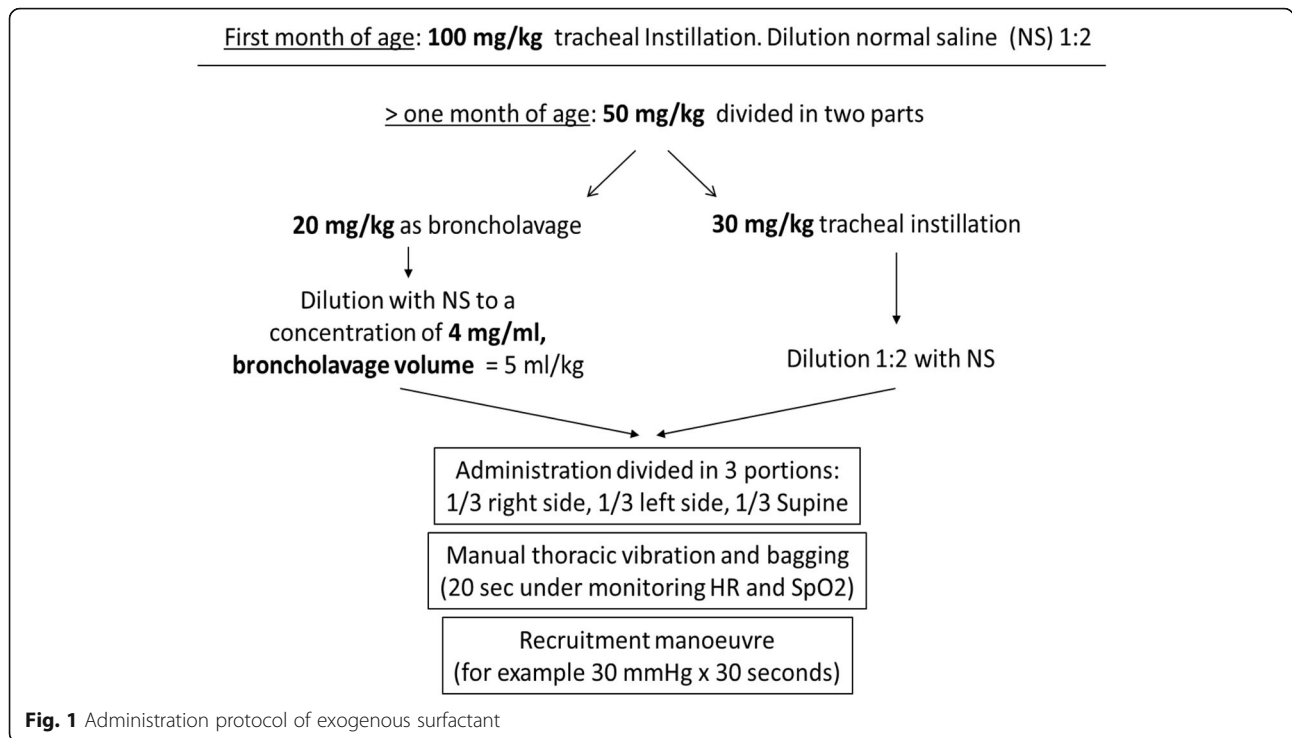 First month of age: 100 mg/kg tracheal Instillation. Dilution normal saline (NS) 1:2
> one month of age: 50 mg/kg divided in two parts
20 mg/kg as broncholavage
30 mg/kg tracheal instillation
Dilution with NS to a
concentration of 4 mg/ml,
broncholavage volume = 5 ml/kg
Dilution 1:2 with NS
Administration divided in 3 portions:
1/3 right side, 1/3 left side, 1/3 Supine
Manual thoracic vibration and bagging
(20 sec under monitoring HR and SpO2)
Recruitment manoeuvre
(for example 30 mmHg x 30 seconds)
Fig. 1 Administration protocol of exogenous surfactant